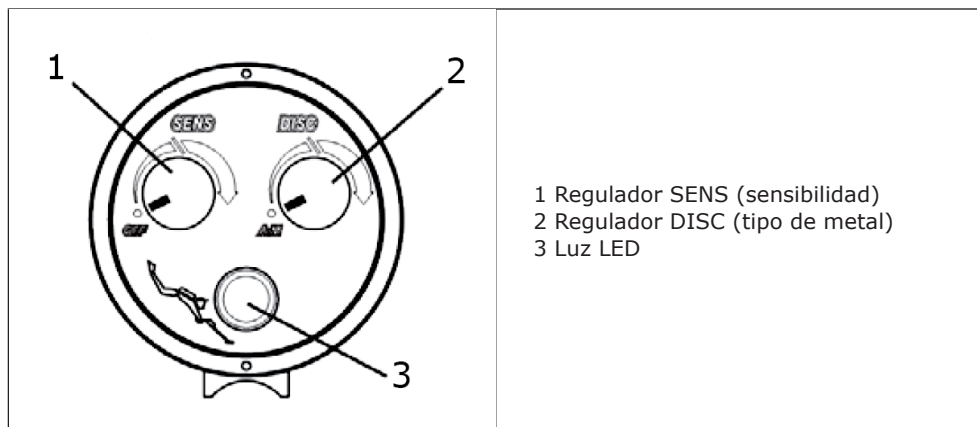 1
2
SENS
DISC
OFF
A.M
3
1 Regulador SENS (sensibilidad)
2 Regulador DISC (tipo de metal)
3 Luz LED